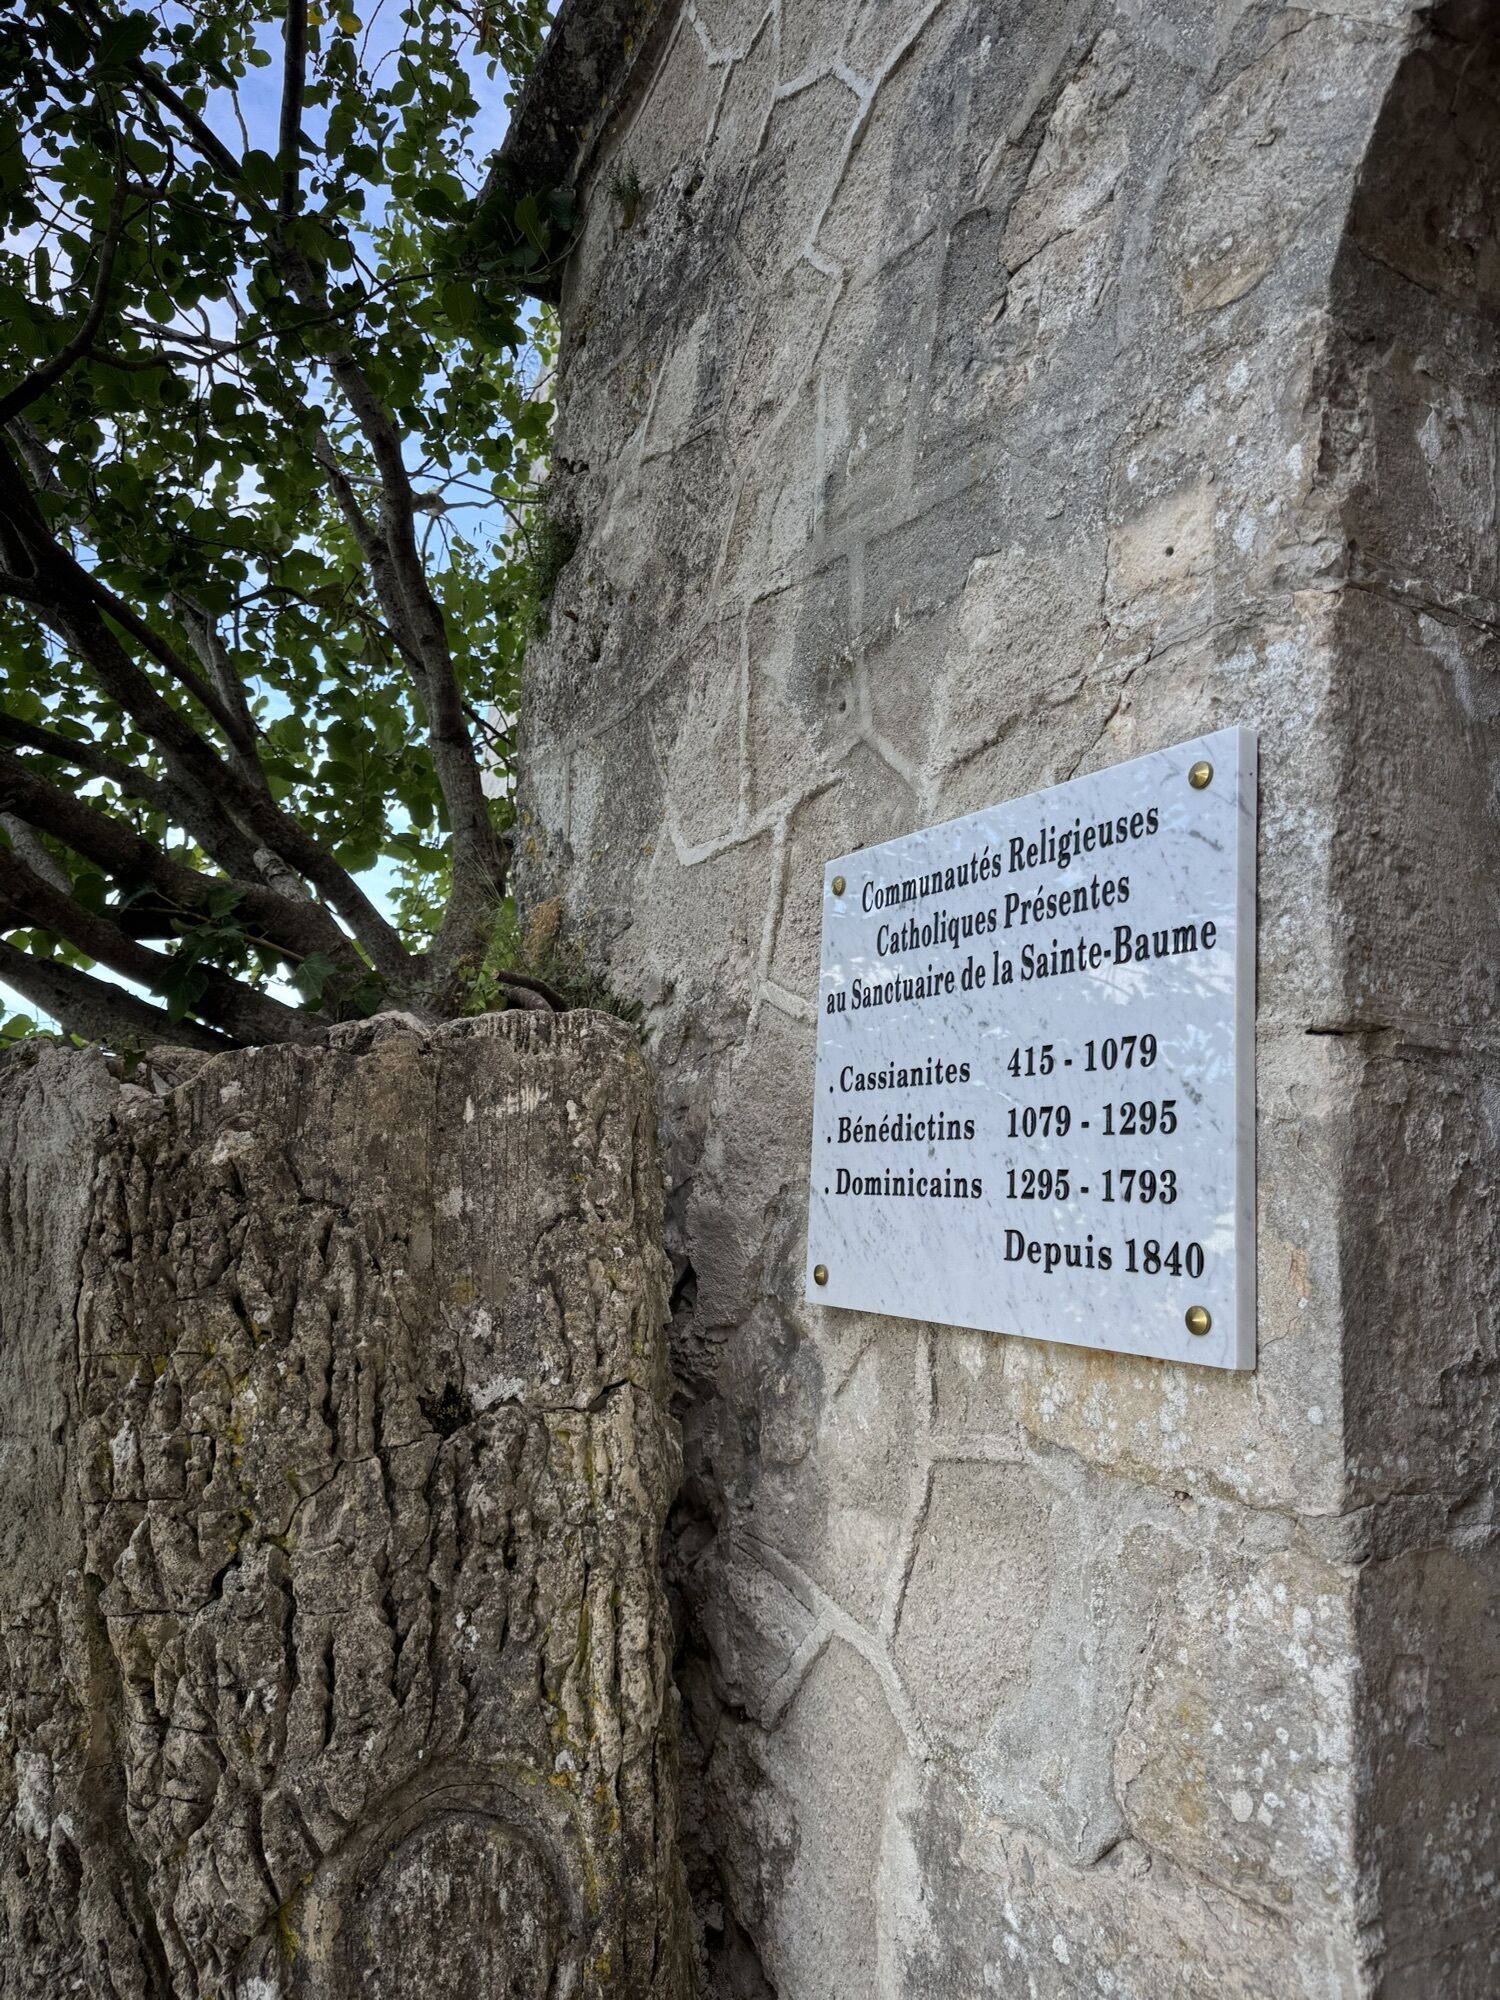 Communautés Religieuses
Catholiques Présentes
au Sanctuaire de la Sainte-Baume
. Cassianites 415 - 1079
. Bénédictins 1079 - 1295
. Dominicains 1295 - 1793
Depuis 1840